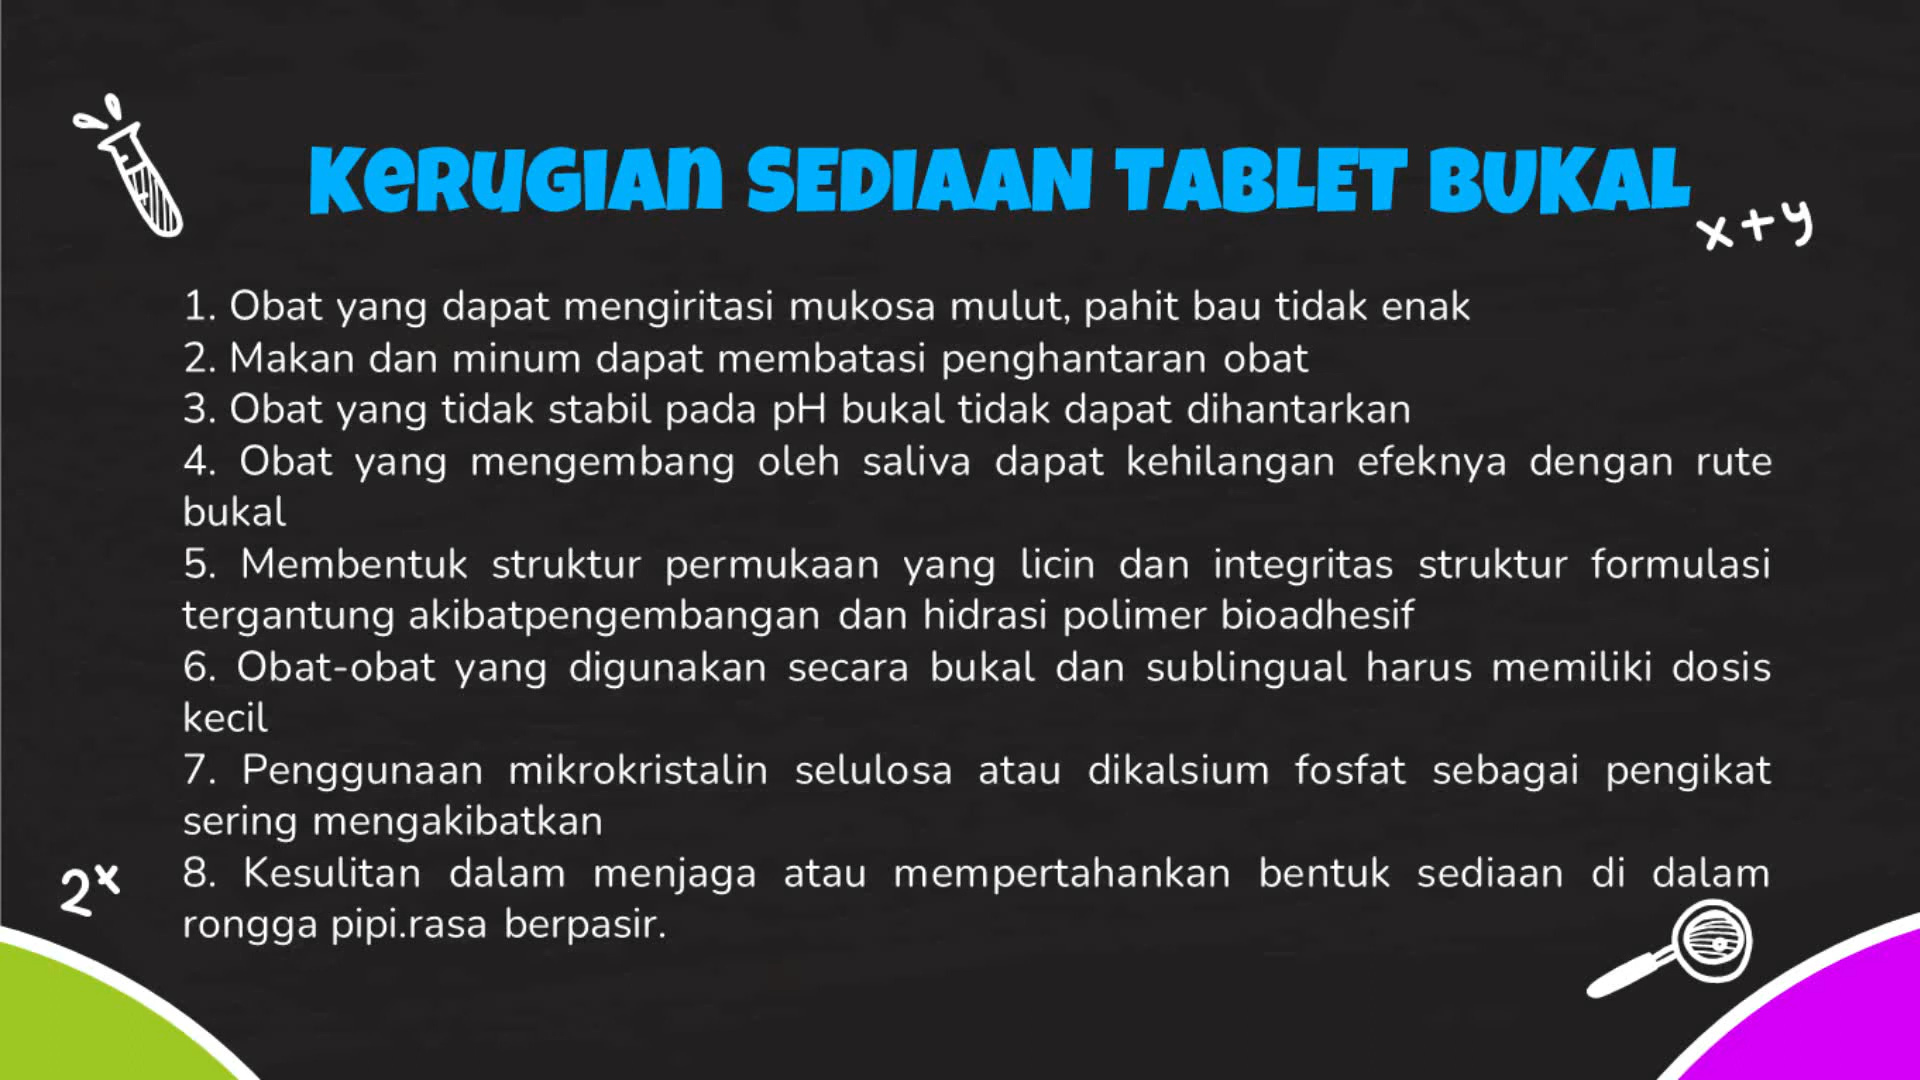 KERUGIAN SEDIAAN TABLET BUKAL
x+y
1. Obat yang dapat mengiritasi mukosa mulut, pahit bau tidak enak
2. Makan dan minum dapat membatasi penghantaran obat
3. Obat yang tidak stabil pada pH bukal tidak dapat dihantarkan
4. Obat yang mengembang oleh saliva dapat kehilangan efeknya dengan rute
bukal
5. Membentuk struktur permukaan yang licin dan integritas struktur formulasi
tergantung akibatpengembangan dan hidrasi polimer bioadhesif
6. Obat-obat yang digunakan secara bukal dan sublingual harus memiliki dosis
kecil
7. Penggunaan mikrokristalin selulosa atau dikalsium fosfat sebagai pengikat
sering mengakibatkan
8. Kesulitan dalam menjaga atau mempertahankan bentuk sediaan di dalam
rongga pipi.rasa berpasir.
2ˣ